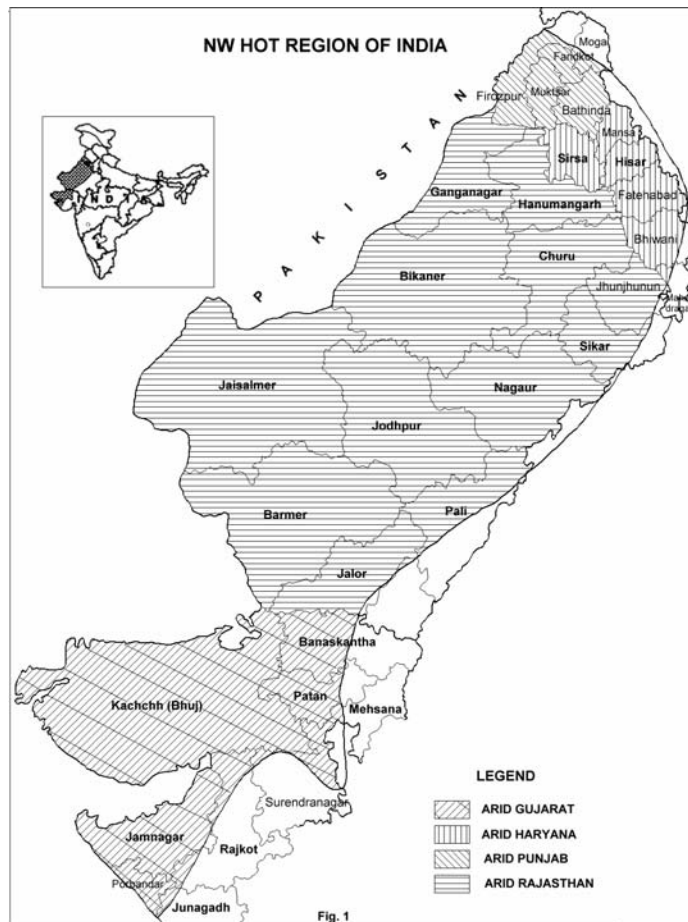 NW HOT REGION OF INDIA
Moga
Faridkot
Muktsar
Firozpur
Bathinda
Mansa
Sirsa
Hisar
Ganganagar
Hanumangarh
Fatehabad
Bhiwani
Churu
Bikaner
Jhunjhunun
Sikar
PAKISTAN
INDIA
Jaisalmer
Nagaur
Jodhpur
Barmer
Pali
Jalor
Banaskantha
Kachchh (Bhuj)
Patan
Mehsana
Surendranagar
Jamnagar
Rajkot
Porbandar
Junagadh
LEGEND
ARID GUJARAT
ARID HARYANA
ARID PUNJAB
ARID RAJASTHAN
Fig. 1